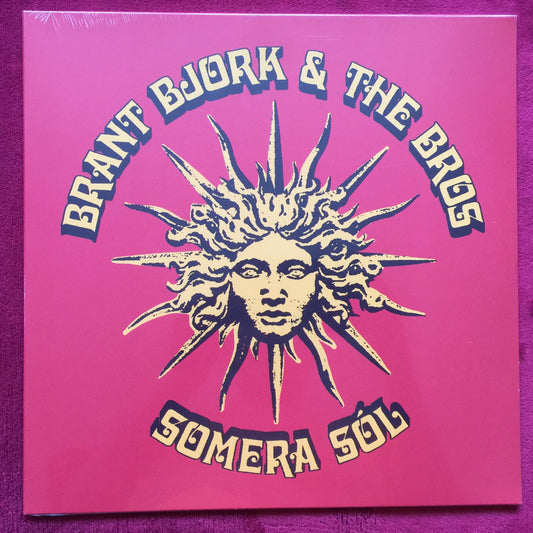 BRANT BJORK & THE BROS
SOMERA SÓL